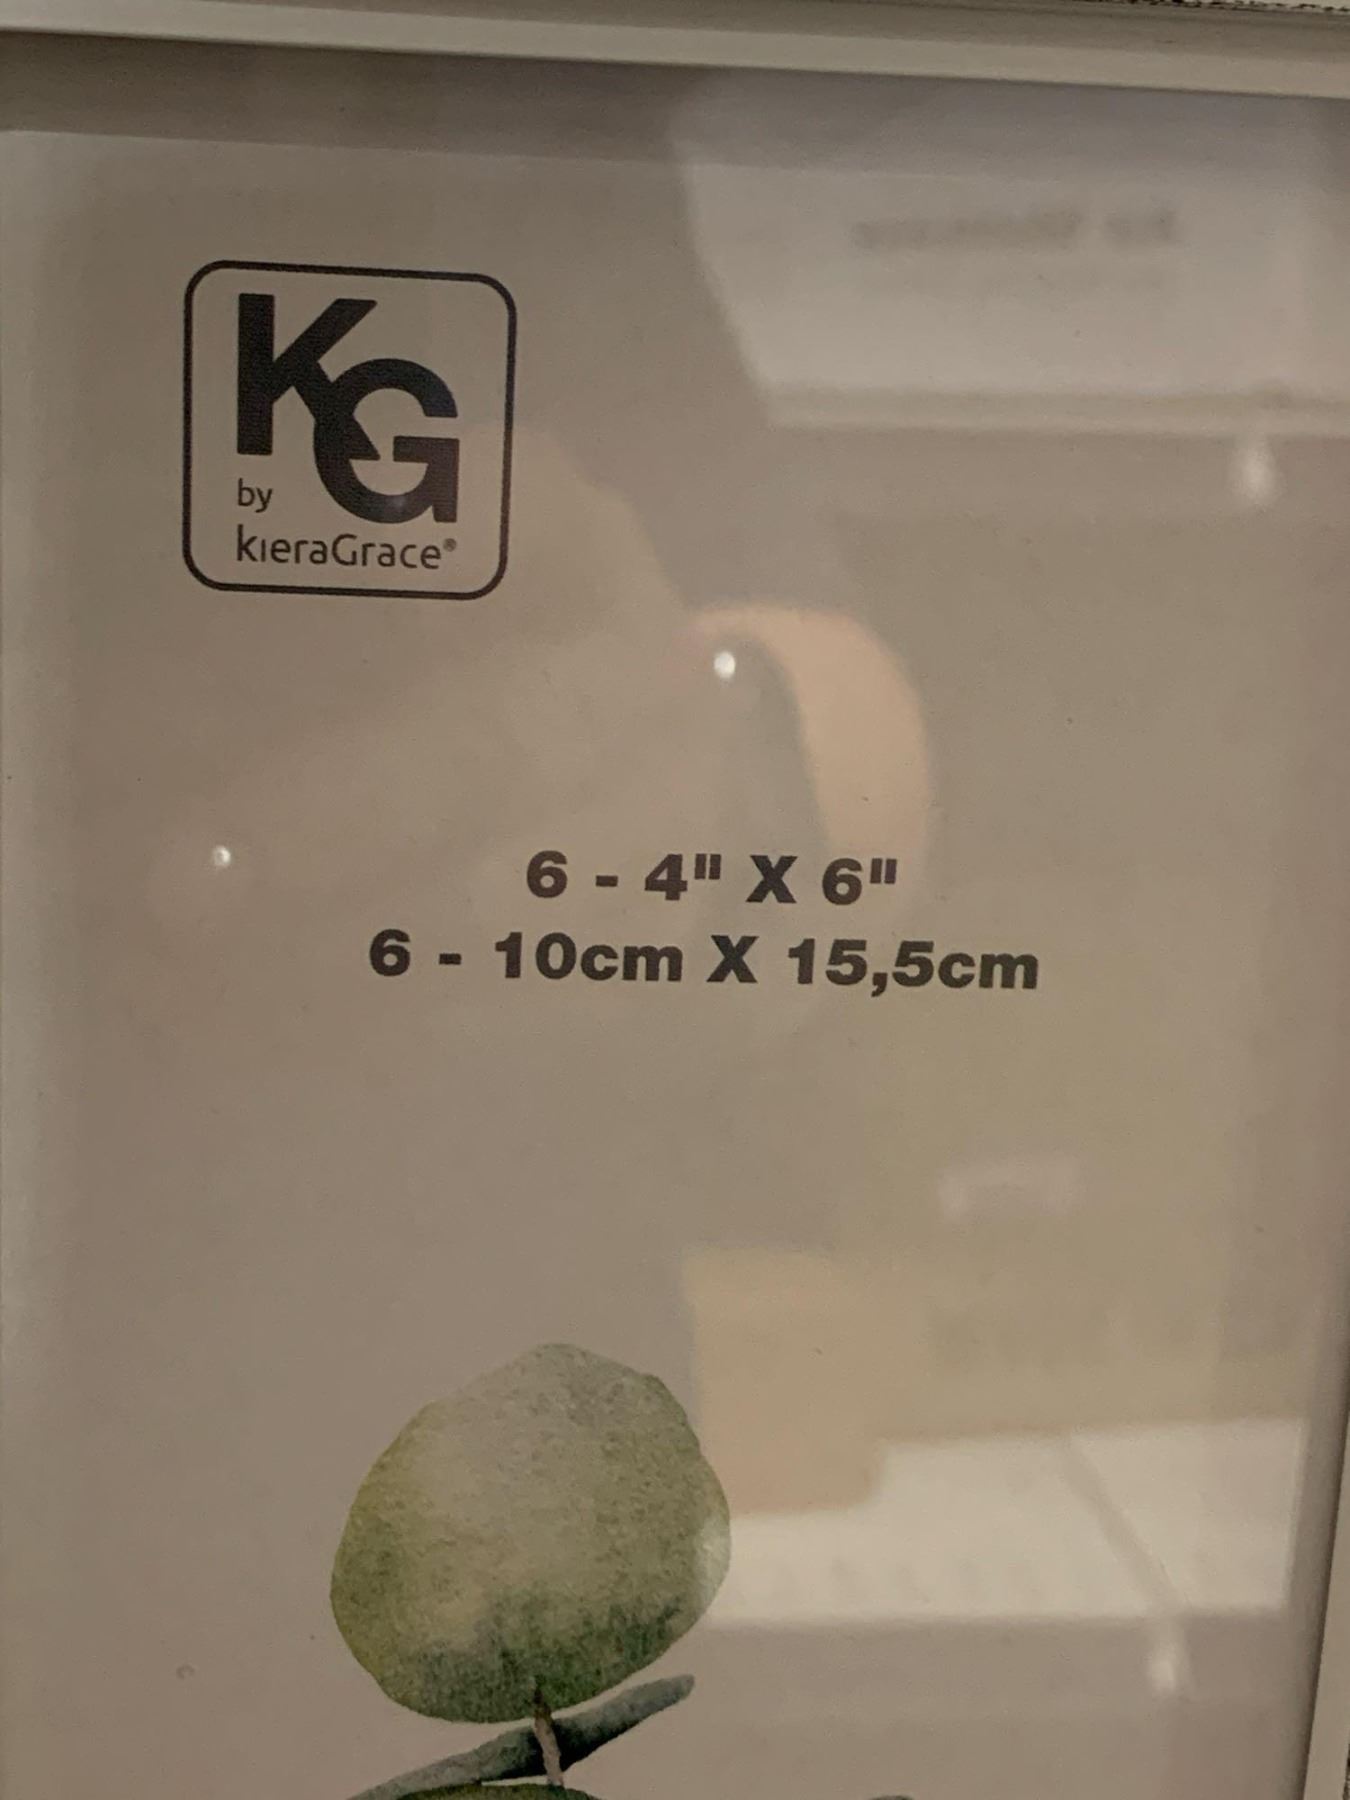 KG
by
kieraGrace®
6 - 4" X 6"
6 - 10cm X 15,5cm